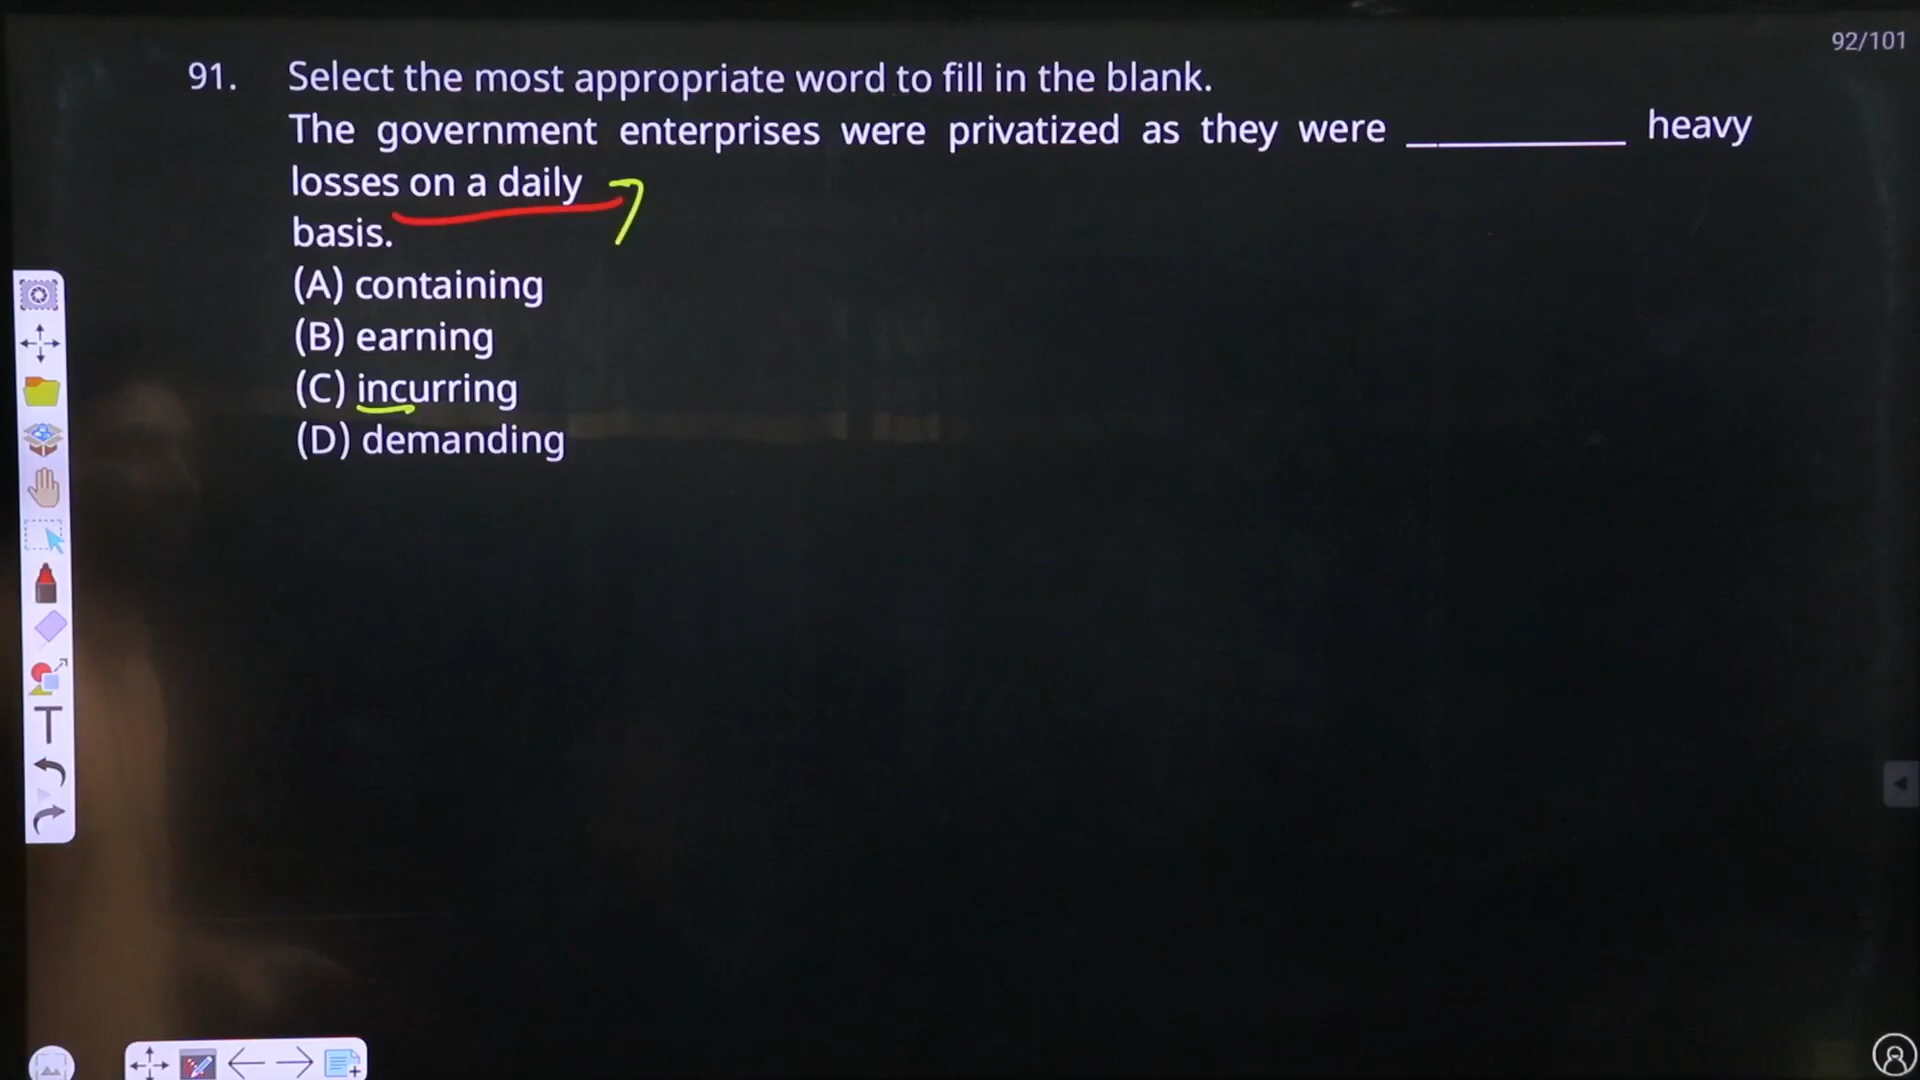 92/101
91. Select the most appropriate word to fill in the blank.
The government enterprises were privatized as they were __________ heavy
losses on a daily
basis.
(A) containing
(B) earning
(C) incurring
(D) demanding
T